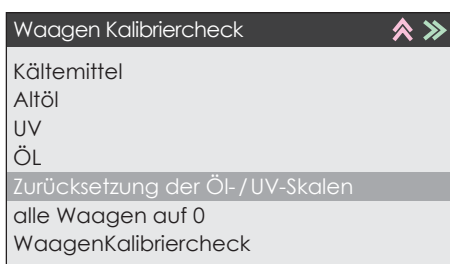 Waagen Kalibriercheck
Kältemittel
Altöl
UV
ÖL
Zurücksetzung der Öl-/UV-Skalen
alle Waagen auf 0
WaagenKalibriercheck